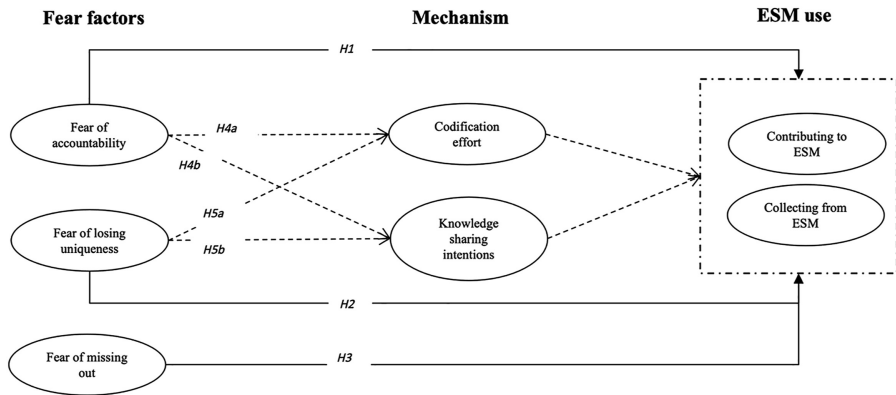 Fear factors
Mechanism
ESM use
H1
Fear of
accountability
H4a
H4b
Codification
effort
Contributing to
ESM
Collecting from
ESM
Fear of losing
uniqueness
H5a
H5b
Knowledge
sharing
intentions
H2
Fear of missing
out
H3